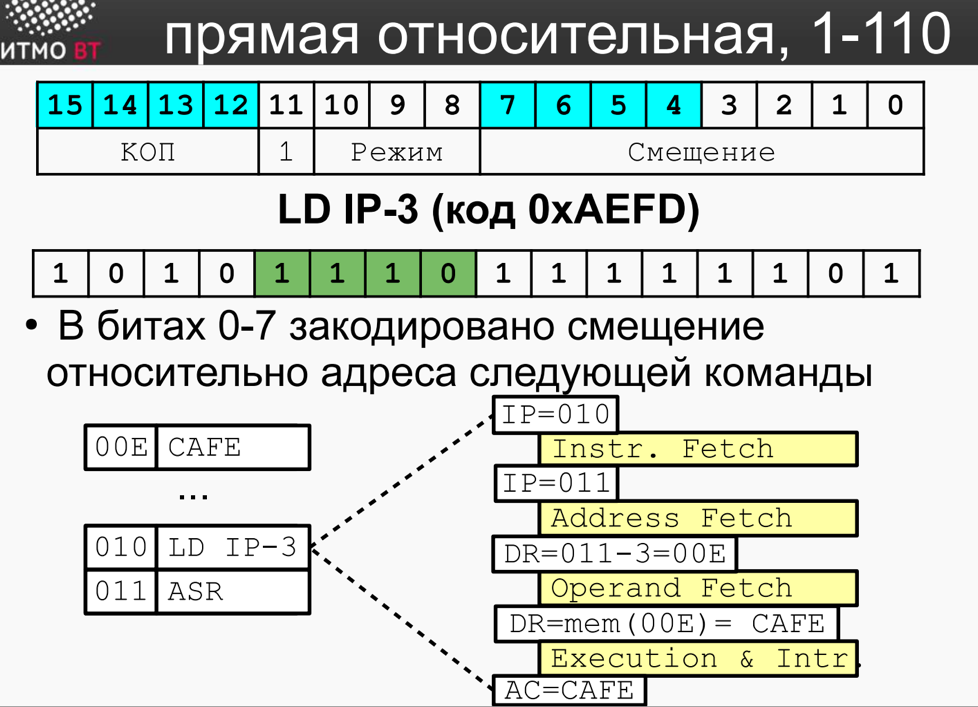 ИТМО ВТ
прямая относительная, 1-110
15 14 13 12 11 10 9 8 7 6 5 4 3 2 1 0
КОП 1 Режим Смещение
LD IP-3 (код 0xAEFD)
1 0 1 0 1 1 1 0 1 1 1 1 1 1 0 1
• В битах 0-7 закодировано смещение
относительно адреса следующей команды
00E CAFE
...
010 LD IP-3
011 ASR
IP=010
Instr. Fetch
IP=011
Address Fetch
DR=011-3=00E
Operand Fetch
DR=mem(00E)= CAFE
Execution & Intr.
AC=CAFE